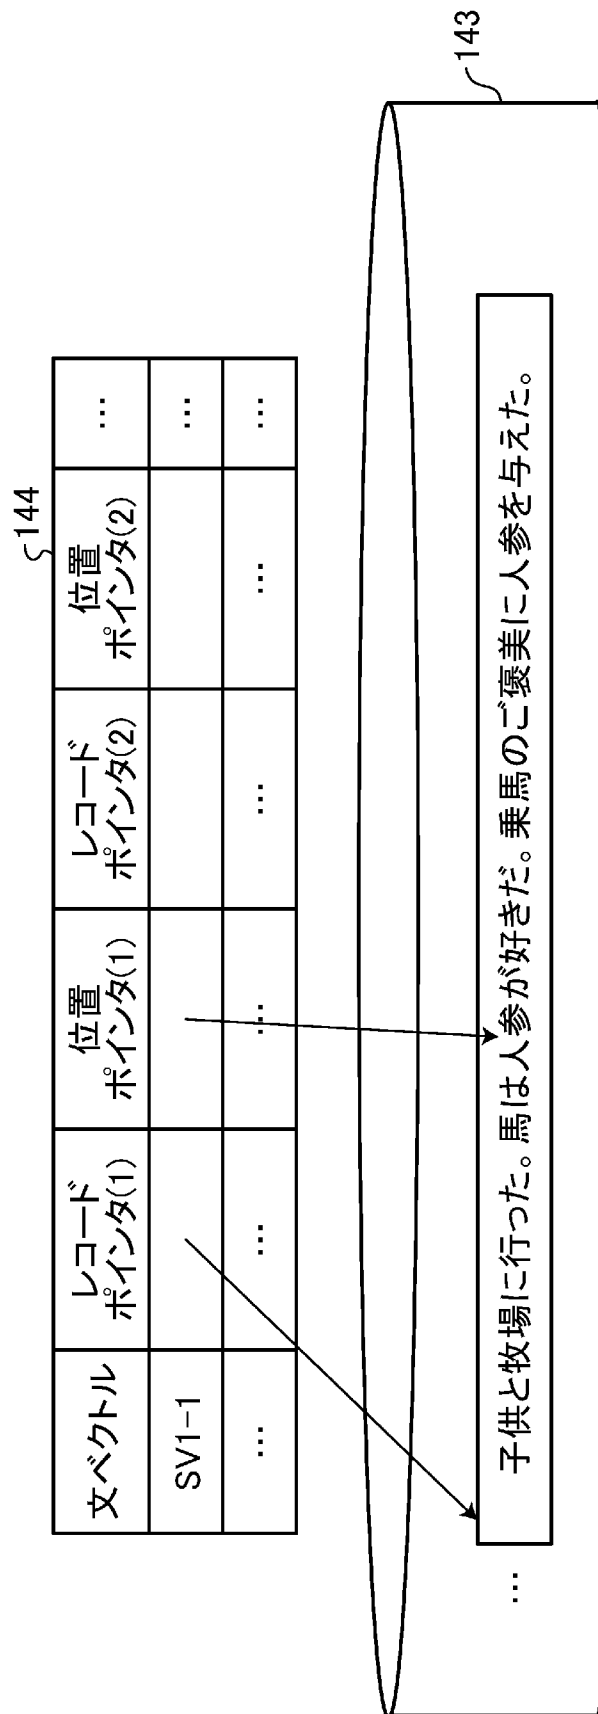 144
文ベクトル
レコード
ポインタ(1)
位置
ポインタ(1)
レコード
ポインタ(2)
位置
ポインタ(2)
…
SV1-1
…
…
…
…
…
…
…
143
… 子供と牧場に行った。馬は人参が好きだ。乗馬のご褒美に人参を与えた。